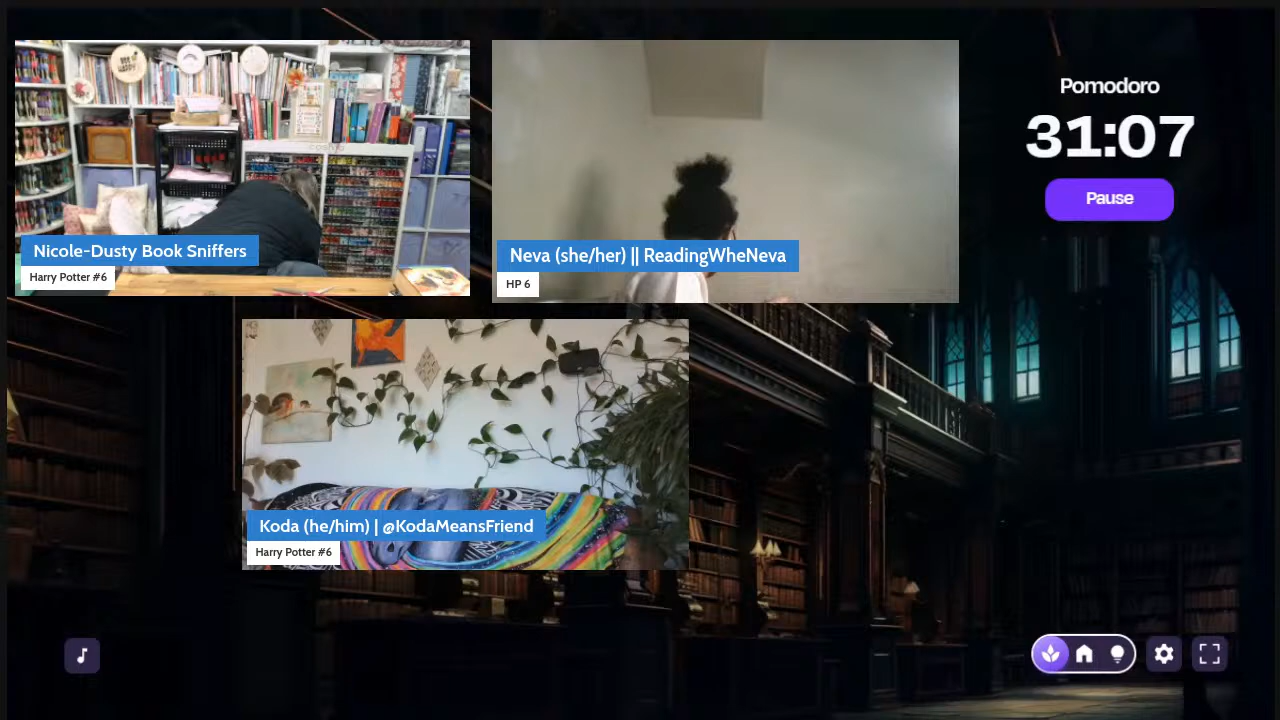 Nicole-Dusty Book Sniffers
Harry Potter #6
Neva (she/her) || ReadingWheNeva
HP 6
Koda (he/him) | @KodaMeansFriend
Harry Potter #6
Pomodoro
31:07
Pause